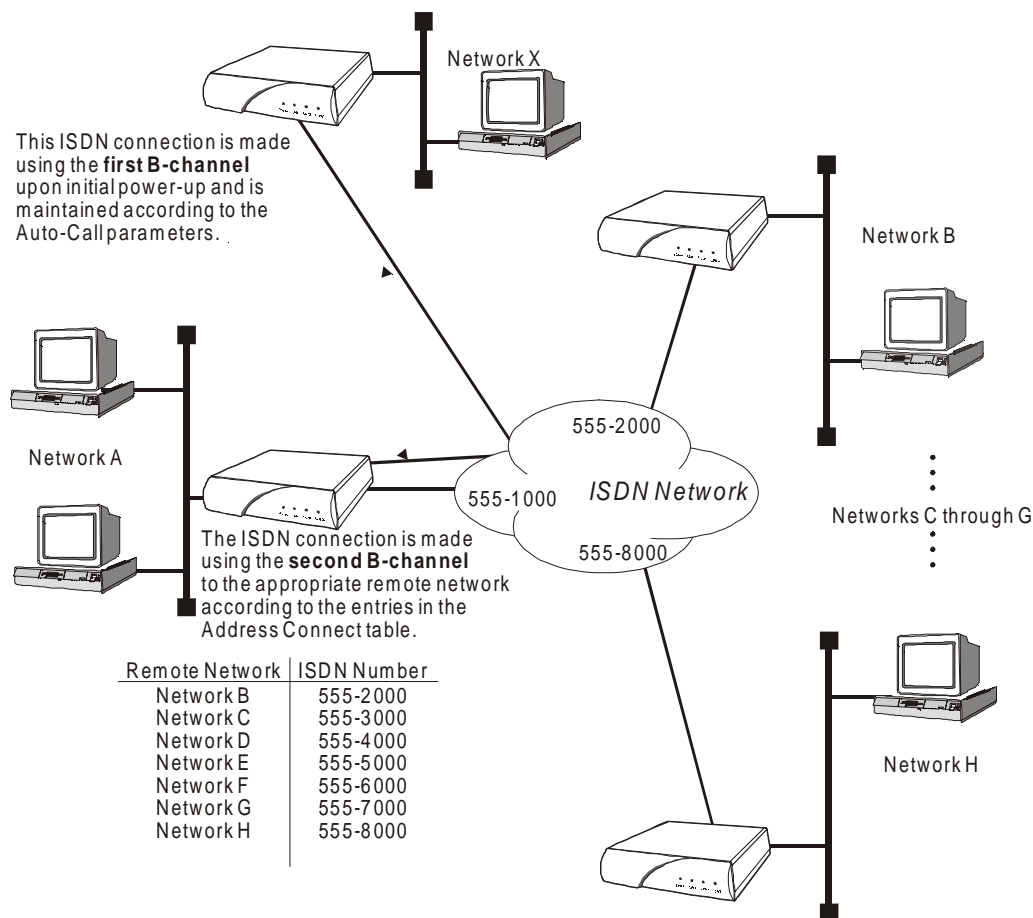 Network X
This ISDN connection is made
using the first B-channel
upon initial power-up and is
maintained according to the
Auto-Call parameters.
Network B
555-2000
Network A
555-1000
ISDN Network
Networks C through G
555-8000
The ISDN connection is made
using the second B-channel
to the appropriate remote network
according to the entries in the
Address Connect table.
Remote Network ISDN Number
Network B 555-2000
Network C 555-3000
Network D 555-4000
Network E 555-5000
Network F 555-6000
Network G 555-7000
Network H 555-8000
Network H